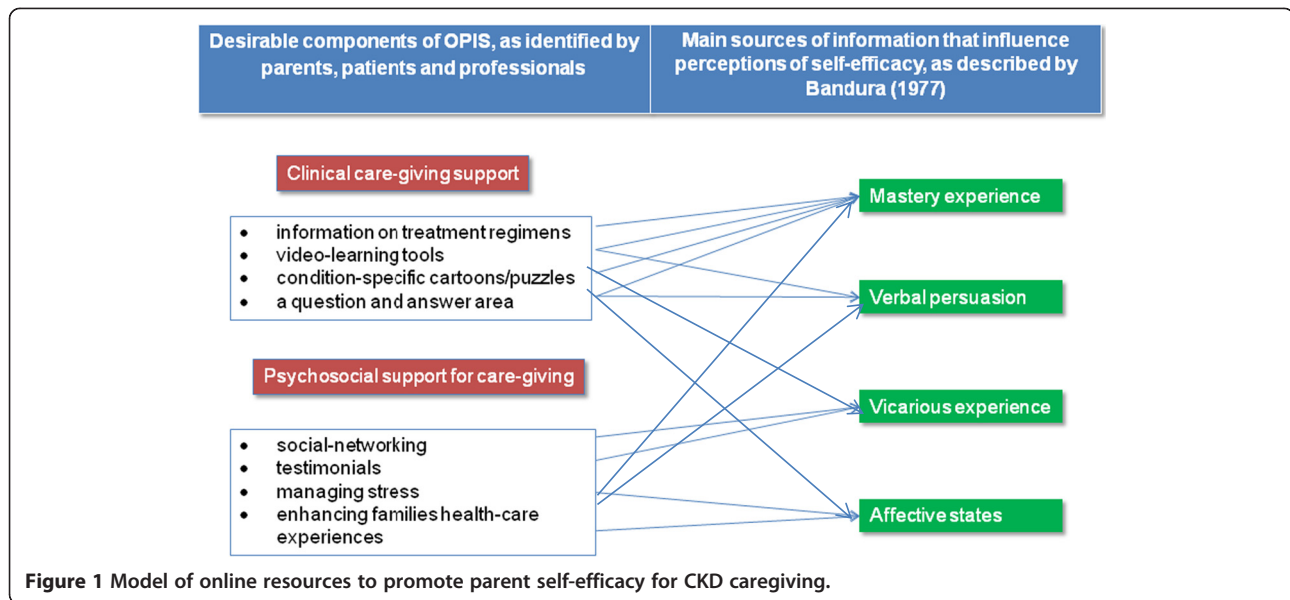 Desirable components of OPIS, as identified by
parents, patients and professionals
Main sources of information that influence
perceptions of self-efficacy, as described by
Bandura (1977)
Clinical care-giving support
• information on treatment regimens
• video-learning tools
• condition-specific cartoons/puzzles
• a question and answer area
Psychosocial support for care-giving
• social-networking
• testimonials
• managing stress
• enhancing families health-care
experiences
Mastery experience
Verbal persuasion
Vicarious experience
Affective states
Figure 1 Model of online resources to promote parent self-efficacy for CKD caregiving.